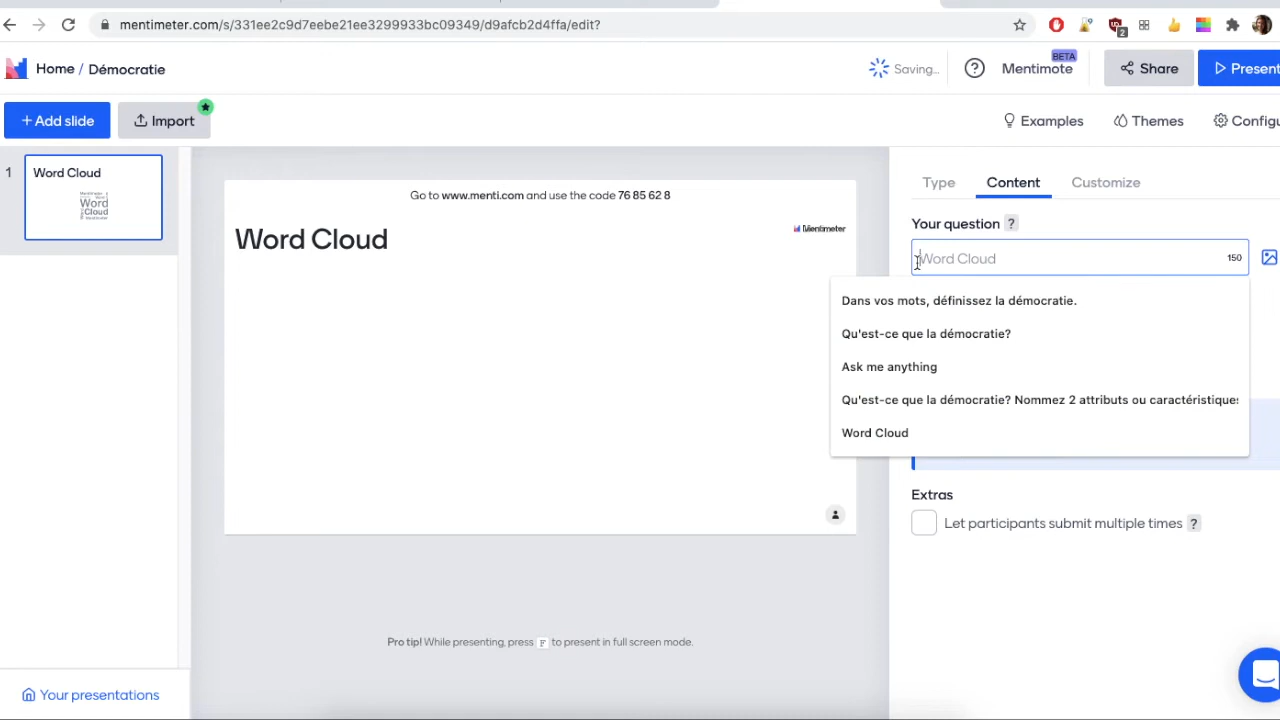 mentimeter.com/s/331ee2c9d7eebe21ee3299933bc09349/d9afcb2d4ffa/edit?
2
Home / Démocratie
Saving...
Mentimote
BETA
Share
Present
+ Add slide
Import
Examples
Themes
Configu
1
Word Cloud
Word
Cloud
Go to www.menti.com and use the code 76 85 62 8
Word Cloud
Mentimeter
Pro tip! While presenting, press F to present in full screen mode.
Type
Content
Customize
Your question ?
Word Cloud
150
Dans vos mots, définissez la démocratie.
Qu'est-ce que la démocratie?
Ask me anything
Qu'est-ce que la démocratie? Nommez 2 attributs ou caractéristiques
Word Cloud
Extras
Let participants submit multiple times ?
Your presentations